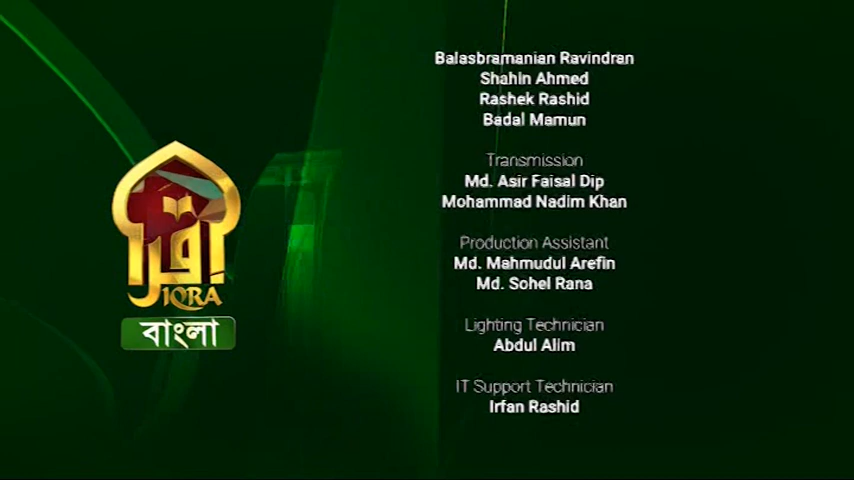 اقرأ
IQRA
বাংলা
Balasbramanian Ravindran
Shahin Ahmed
Rashek Rashid
Badal Mamun
Transmission
Md. Asir Faisal Dip
Mohammad Nadim Khan
Production Assistant
Md. Mahmudul Arefin
Md. Sohel Rana
Lighting Technician
Abdul Alim
IT Support Technician
Irfan Rashid